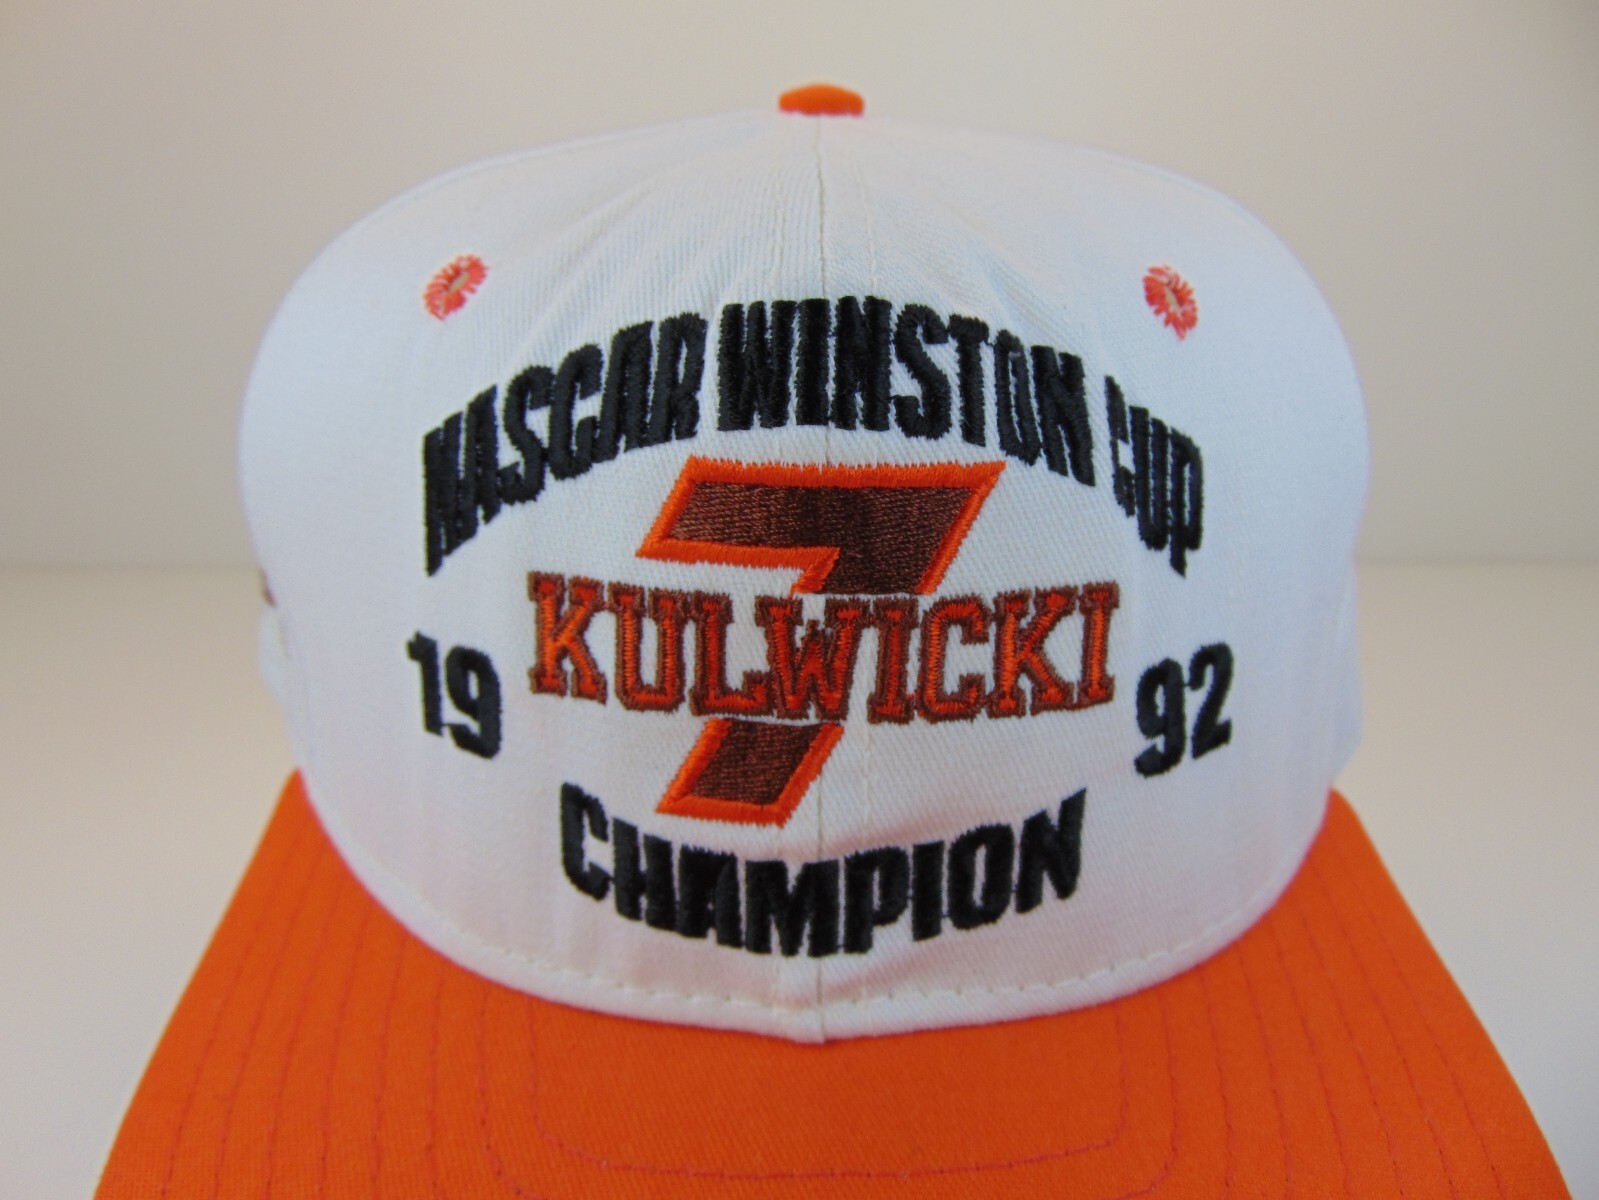 NASCAR WINSTON CUP
7
KULWICKI
19 92
CHAMPION